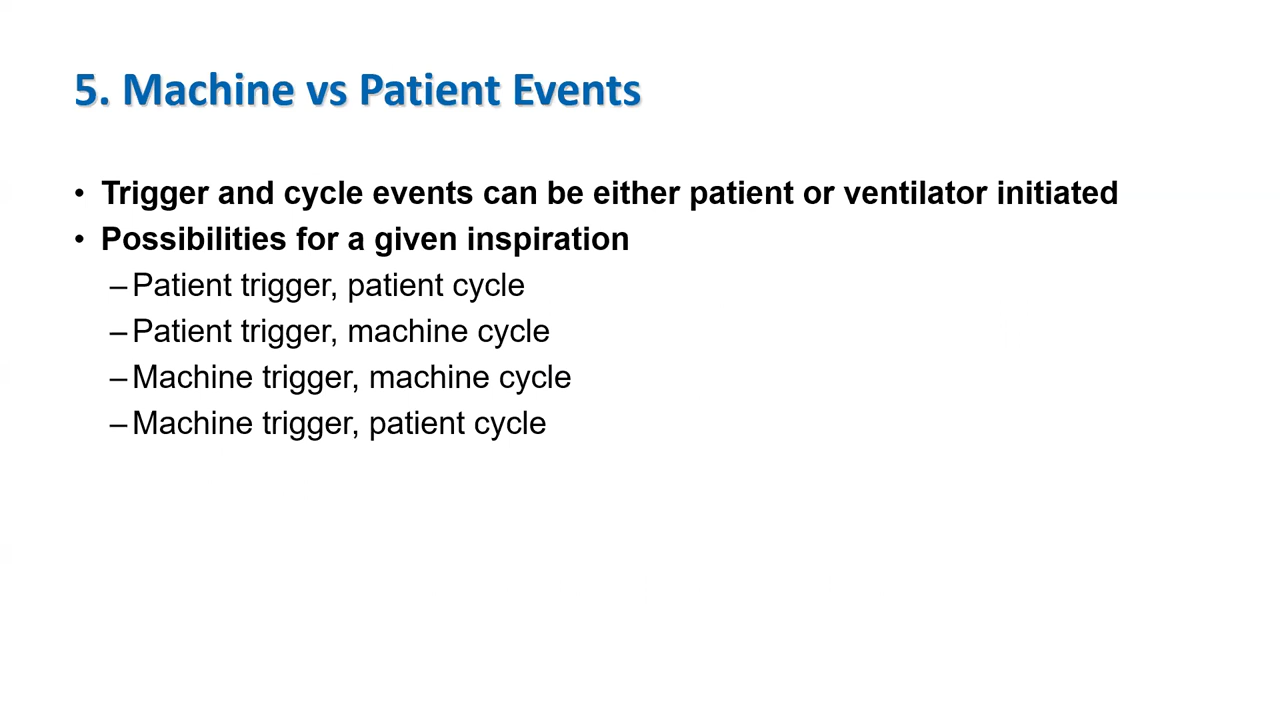 5. Machine vs Patient Events
• Trigger and cycle events can be either patient or ventilator initiated
• Possibilities for a given inspiration
– Patient trigger, patient cycle
– Patient trigger, machine cycle
– Machine trigger, machine cycle
– Machine trigger, patient cycle